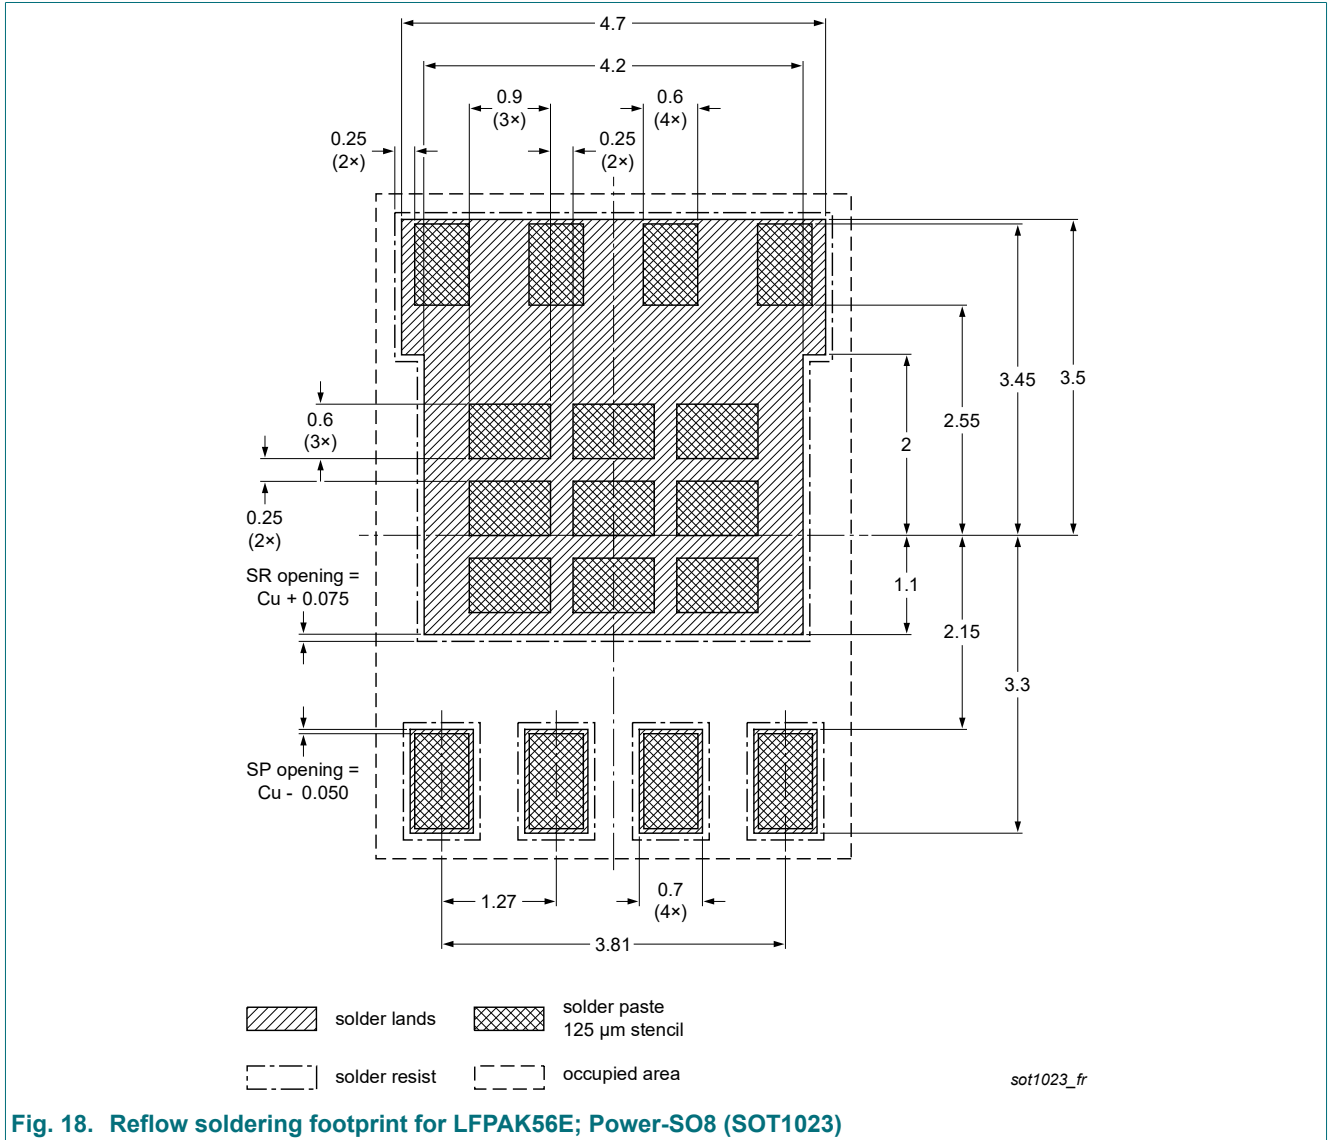 4.7
4.2
0.9
(3×)
0.6
(4×)
0.25
(2×)
0.25
(2×)
3.45
3.5
2.55
2
0.6
(3×)
0.25
(2×)
SR opening =
Cu + 0.075
1.1
2.15
3.3
SP opening =
Cu - 0.050
1.27
0.7
(4×)
3.81
solder lands
solder paste
125 µm stencil
solder resist
occupied area
sot1023_fr
Fig. 18. Reflow soldering footprint for LFPAK56E; Power-SO8 (SOT1023)